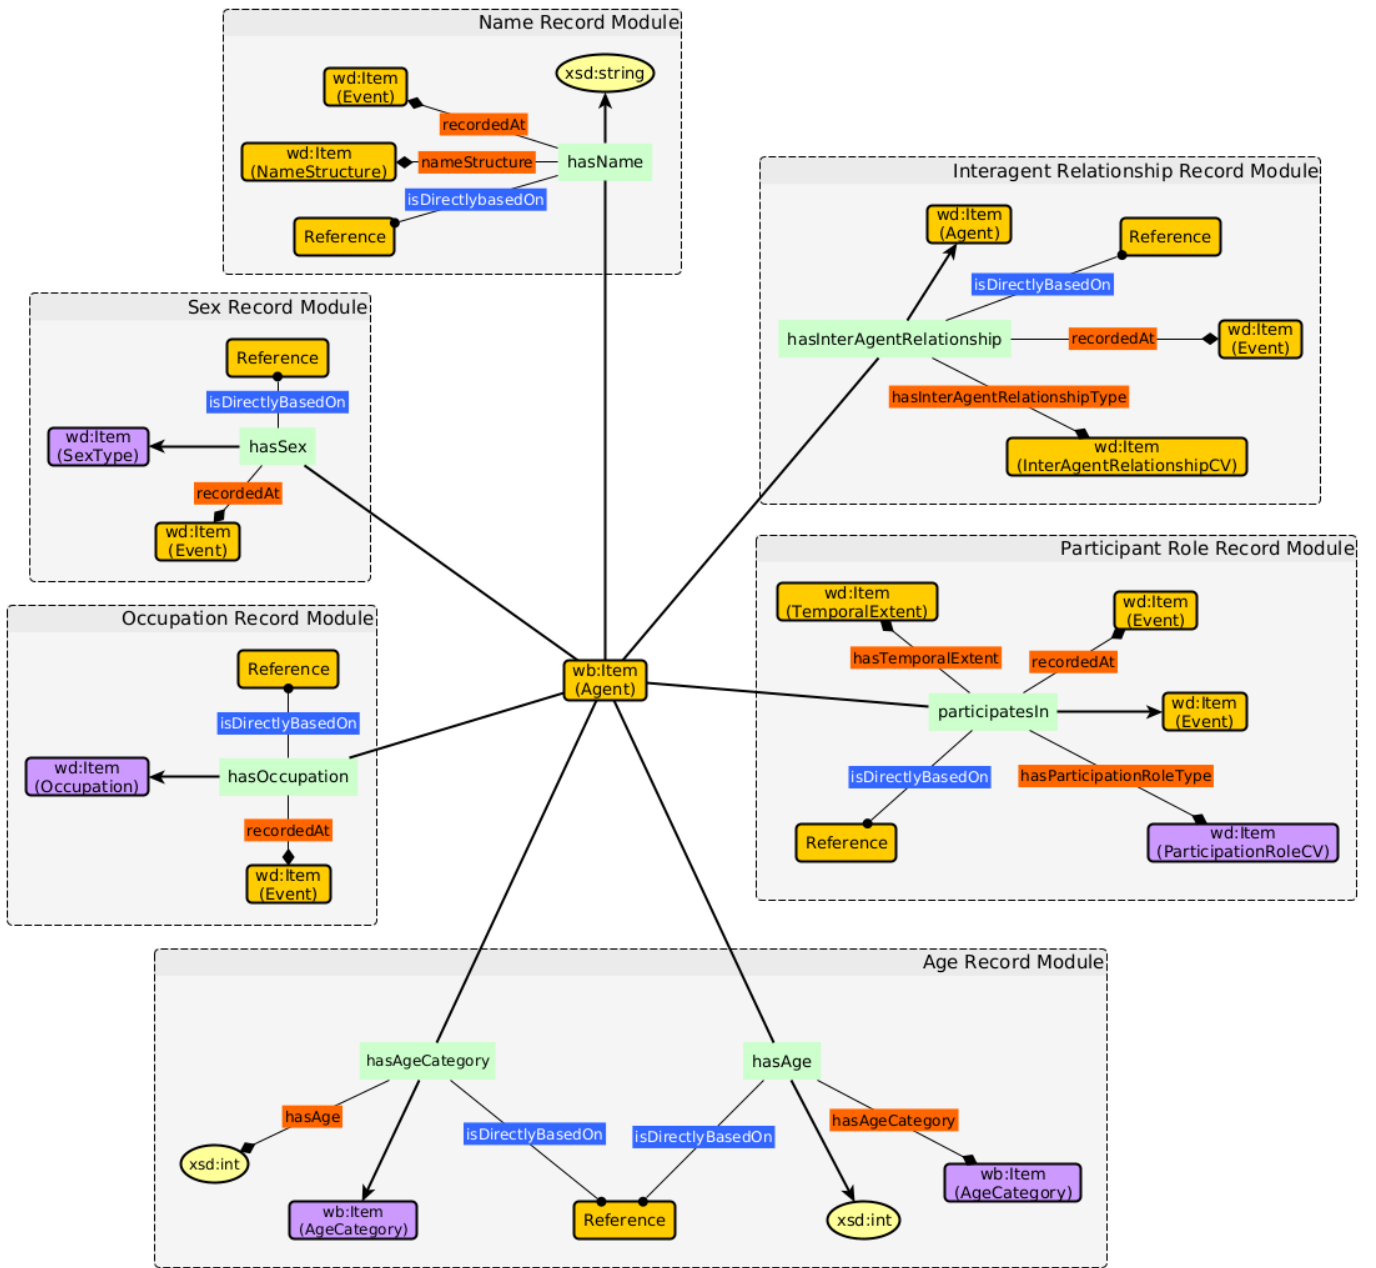 Name Record Module
wd:Item
(Event)
xsd:string
recordedAt
wd:Item
(NameStructure)
nameStructure
hasName
isDirectlybasedOn
Reference
Interagent Relationship Record Module
wd:Item
(Agent)
Reference
isDirectlyBasedOn
hasInterAgentRelationship
recordedAt
wd:Item
(Event)
hasInterAgentRelationshipType
wd:Item
(InterAgentRelationshipCV)
Sex Record Module
Reference
isDirectlyBasedOn
wd:Item
(SexType)
hasSex
recordedAt
wd:Item
(Event)
Participant Role Record Module
wd:Item
(TemporalExtent)
wd:Item
(Event)
hasTemporalExtent
recordedAt
participatesIn
wd:Item
(Event)
isDirectlyBasedOn
hasParticipationRoleType
Reference
wd:Item
(ParticipationRoleCV)
Occupation Record Module
Reference
isDirectlyBasedOn
wd:Item
(Occupation)
hasOccupation
recordedAt
wd:Item
(Event)
wb:Item
(Agent)
Age Record Module
hasAgeCategory
hasAge
hasAge
hasAgeCategory
isDirectlyBasedOn
isDirectlyBasedOn
xsd:int
wb:Item
(AgeCategory)
wb:Item
(AgeCategory)
Reference
xsd:int